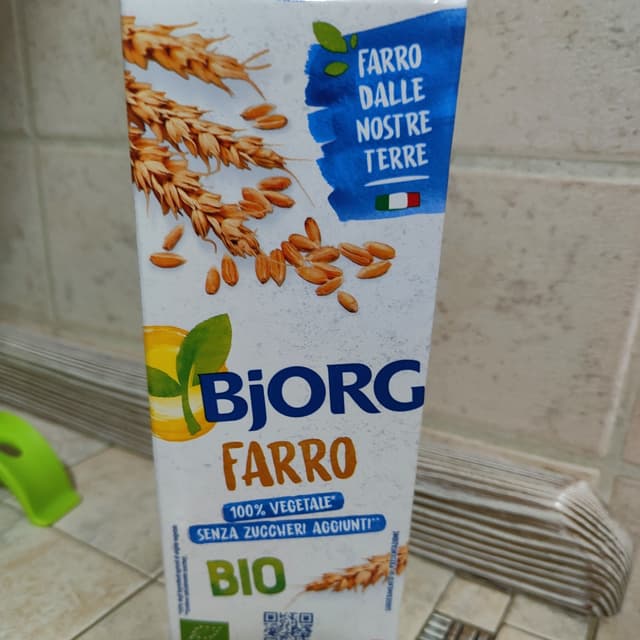 FARRO
DALLE
NOSTRE
TERRE
BjORG
FARRO
100% VEGETALE*
SENZA ZUCCHERI AGGIUNTI**
BIO